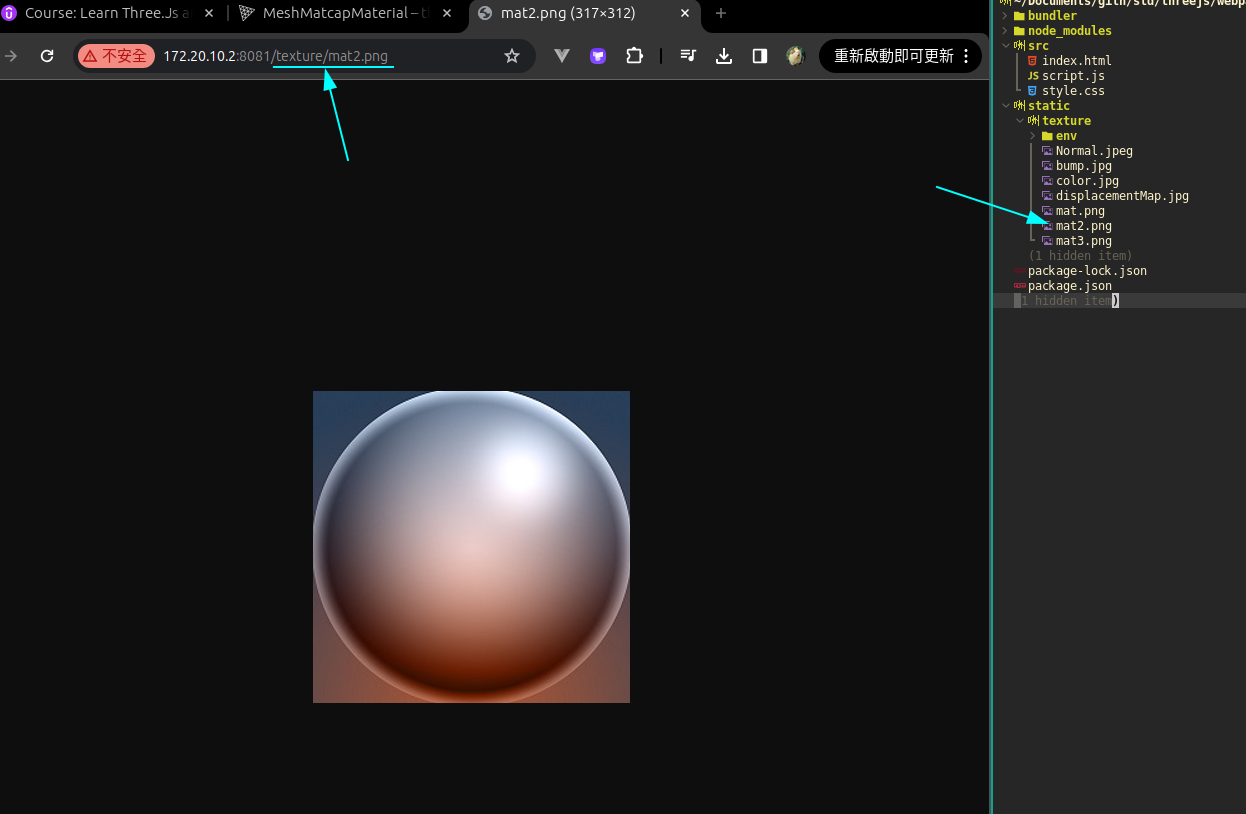 Course: Learn Three.Js a
MeshMatcapMaterial – t
mat2.png (317×312)
不安全
172.20.10.2:8081/texture/mat2.png
重新啟動即可更新
~/Documents/gith/std/threejs/webp
bundler
node_modules
src
index.html
JS script.js
style.css
static
texture
env
Normal.jpeg
bump.jpg
color.jpg
displacementMap.jpg
mat.png
mat2.png
mat3.png
(1 hidden item)
package-lock.json
package.json
1 hidden item)